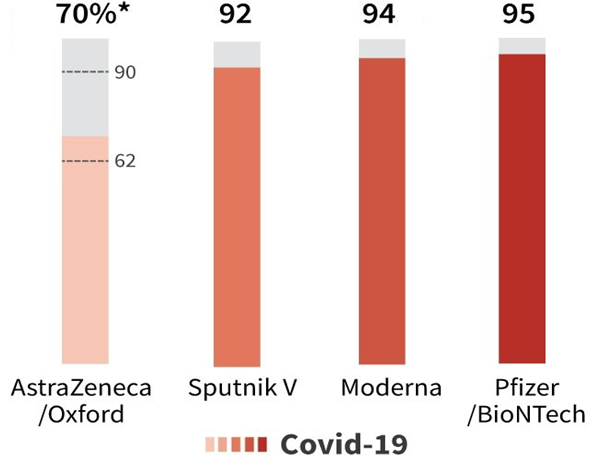 70%* 92 94 95
90
62
AstraZeneca
/Oxford
Sputnik V
Moderna
Pfizer
/BioNTech
Covid-19